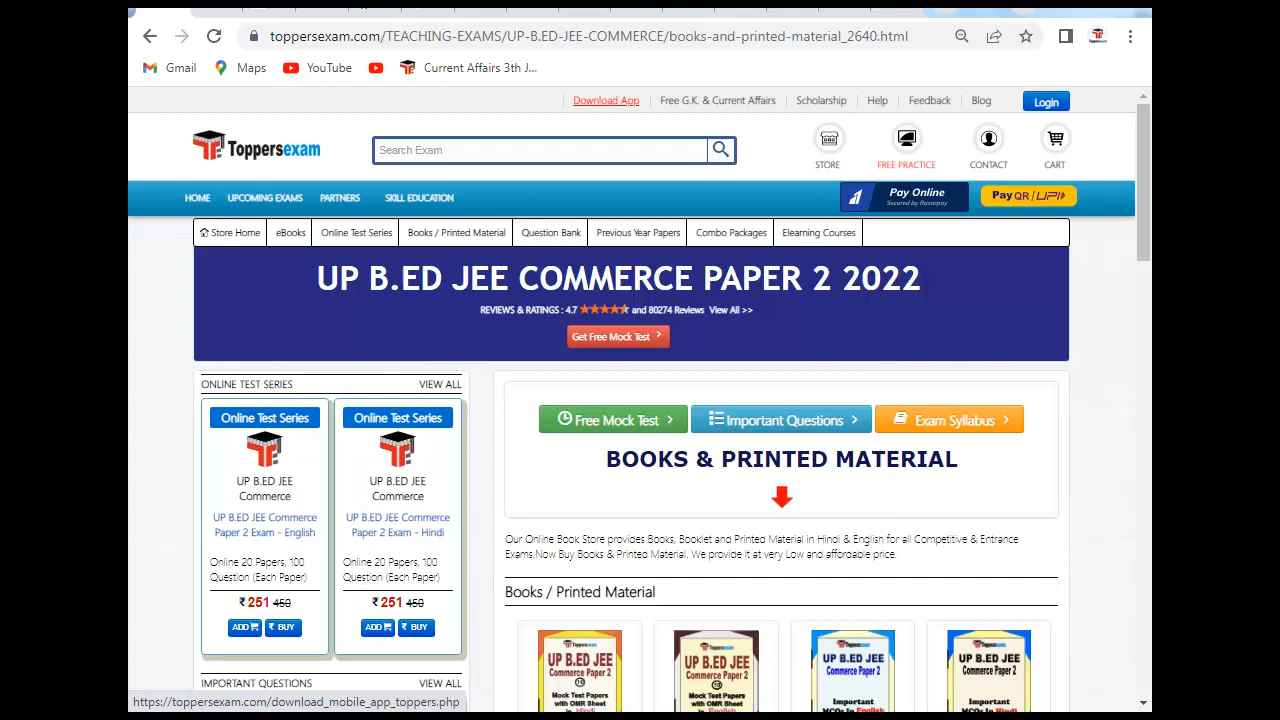 toppersexam.com/TEACHING-EXAMS/UP-B.ED-JEE-COMMERCE/books-and-printed-material_2640.html
Gmail Maps YouTube Current Affairs 3th J...
Download App Free G.K. & Current Affairs Scholarship Help Feedback Blog Login
Toppersexam Search Exam STORE FREE PRACTICE CONTACT CART
HOME UPCOMING EXAMS PARTNERS SKILL EDUCATION Pay Online Secured by Razorpay Pay QR / UPI
Store Home eBooks Online Test Series Books / Printed Material Question Bank Previous Year Papers Combo Packages Elearning Courses
UP B.ED JEE COMMERCE PAPER 2 2022
REVIEWS & RATINGS : 4.7 and 80274 Reviews View All >>
Get Free Mock Test
ONLINE TEST SERIES VIEW ALL
Online Test Series
UP B.ED JEE
Commerce
UP B.ED JEE Commerce
Paper 2 Exam - English
Online 20 Papers, 100
Question (Each Paper)
₹ 251 450
ADD ₹ BUY
Online Test Series
UP B.ED JEE
Commerce
UP B.ED JEE Commerce
Paper 2 Exam - Hindi
Online 20 Papers, 100
Question (Each Paper)
₹ 251 450
ADD ₹ BUY
IMPORTANT QUESTIONS VIEW ALL
Free Mock Test Important Questions Exam Syllabus
BOOKS & PRINTED MATERIAL
Our Online Book Store provides Books, Booklet and Printed Material in Hindi & English for all Competitive & Entrance
Exams.Now Buy Books & Printed Material. We provide it at very Low and affordable price.
Books / Printed Material
Toppersexam
UP B.ED JEE
Commerce Paper 2
10
Mock Test Papers
with OMR Sheet
in Hindi
Toppersexam
UP B.ED JEE
Commerce Paper 2
10
Mock Test Papers
with OMR Sheet
in English
Toppersexam
UP B.ED JEE
Commerce Paper 2
Important
MCQs In English
Toppersexam
UP B.ED JEE
Commerce Paper 2
Important
MCQs In Hindi
https://toppersexam.com/download_mobile_app_toppers.php